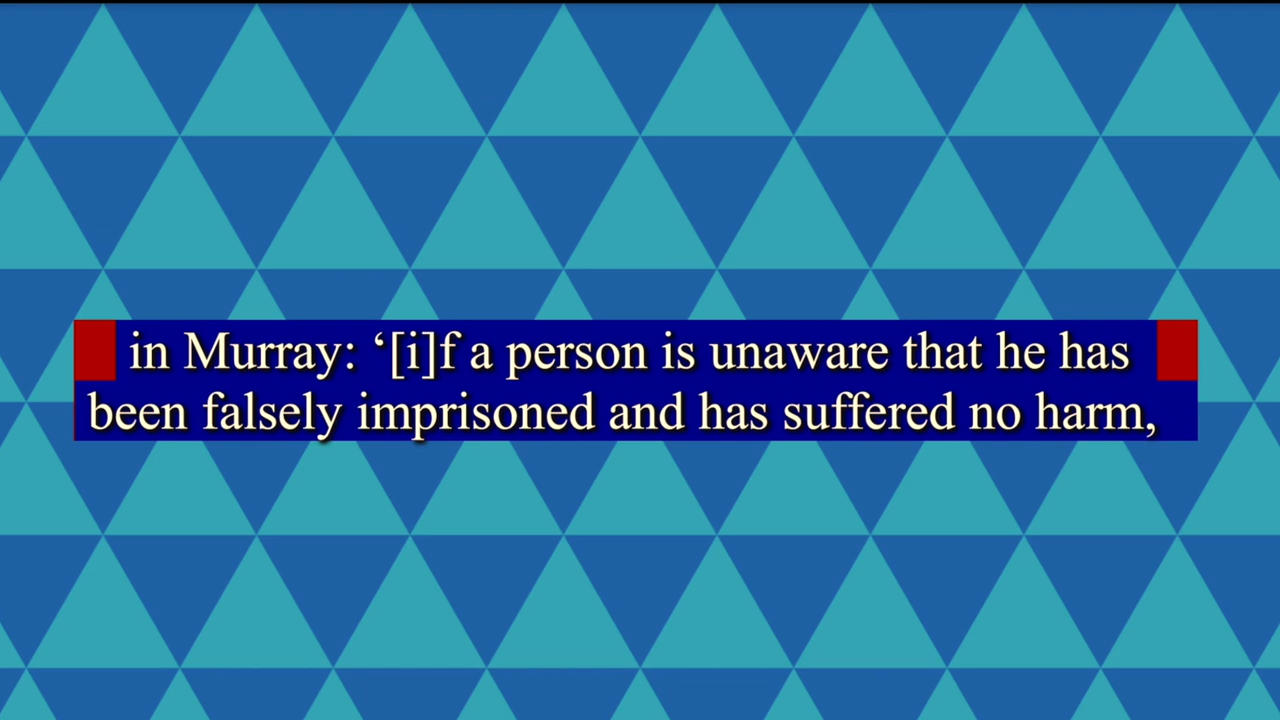 in Murray: ‘[i]f a person is unaware that he has
been falsely imprisoned and has suffered no harm,